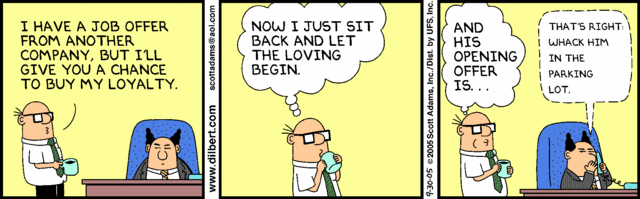 I HAVE A JOB OFFER
FROM ANOTHER
COMPANY, BUT I'LL
GIVE YOU A CHANCE
TO BUY MY LOYALTY.
www.dilbert.com
scottadams@aol.com
NOW I JUST SIT
BACK AND LET
THE LOVING
BEGIN.
9-30-05 © 2005 Scott Adams, Inc./Dist. by UFS, Inc.
AND
HIS
OPENING
OFFER
IS...
THAT'S RIGHT:
WHACK HIM
IN THE
PARKING
LOT.